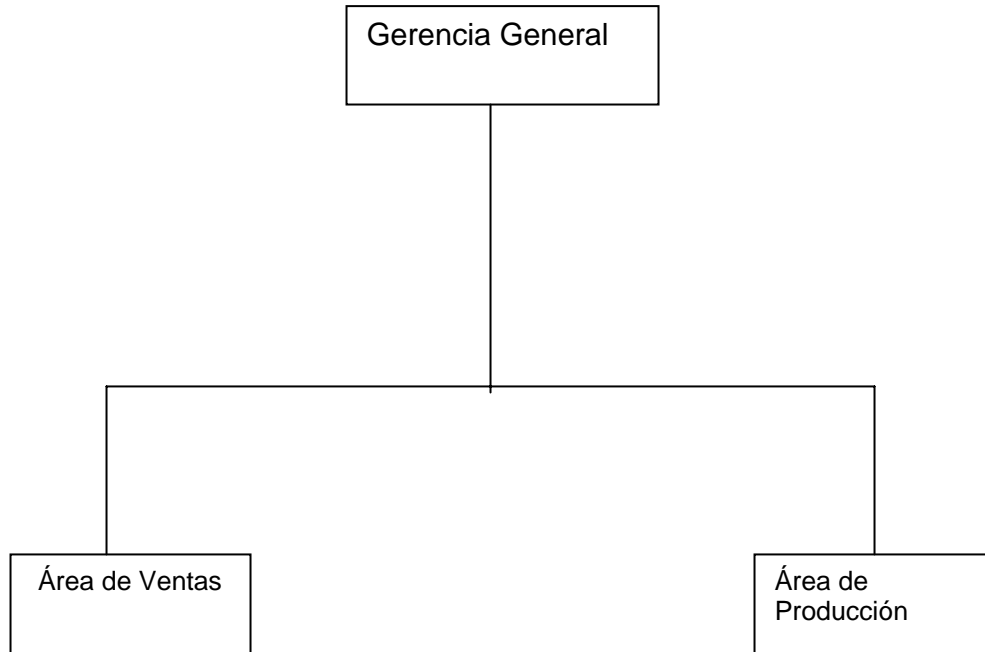 Gerencia General
Área de Ventas
Área de
Producción